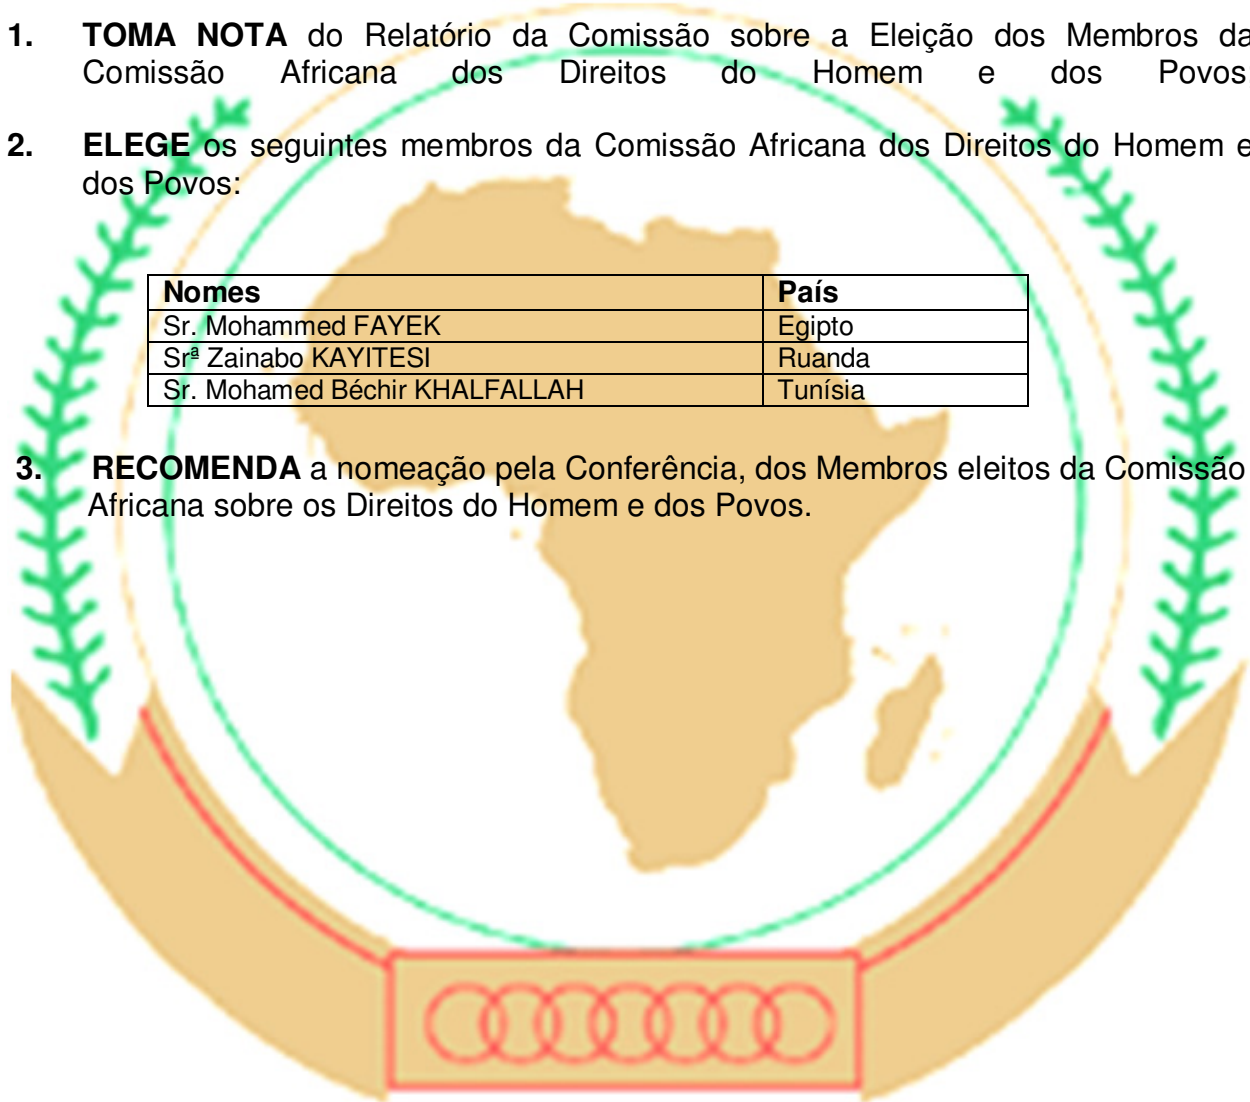 1. TOMA NOTA do Relatório da Comissão sobre a Eleição dos Membros da
Comissão Africana dos Direitos do Homem e dos Povos;
2. ELEGE os seguintes membros da Comissão Africana dos Direitos do Homem e
dos Povos:
Nomes País
Sr. Mohammed FAYEK Egipto
Srª Zainabo KAYITESI Ruanda
Sr. Mohamed Béchir KHALFALLAH Tunísia
3. RECOMENDA a nomeação pela Conferência, dos Membros eleitos da Comissão
Africana sobre os Direitos do Homem e dos Povos.